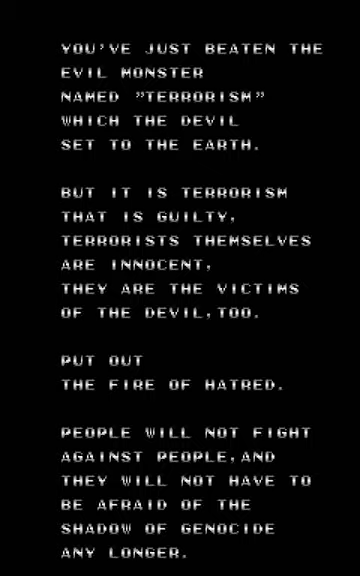 YOU'VE JUST BEATEN THE
EVIL MONSTER
NAMED "TERRORISM"
WHICH THE DEVIL
SET TO THE EARTH.
BUT IT IS TERRORISM
THAT IS GUILTY,
TERRORISTS THEMSELVES
ARE INNOCENT,
THEY ARE THE VICTIMS
OF THE DEVIL,TOO.
PUT OUT
THE FIRE OF HATRED.
PEOPLE WILL NOT FIGHT
AGAINST PEOPLE,AND
THEY WILL NOT HAVE TO
BE AFRAID OF THE
SHADOW OF GENOCIDE
ANY LONGER.